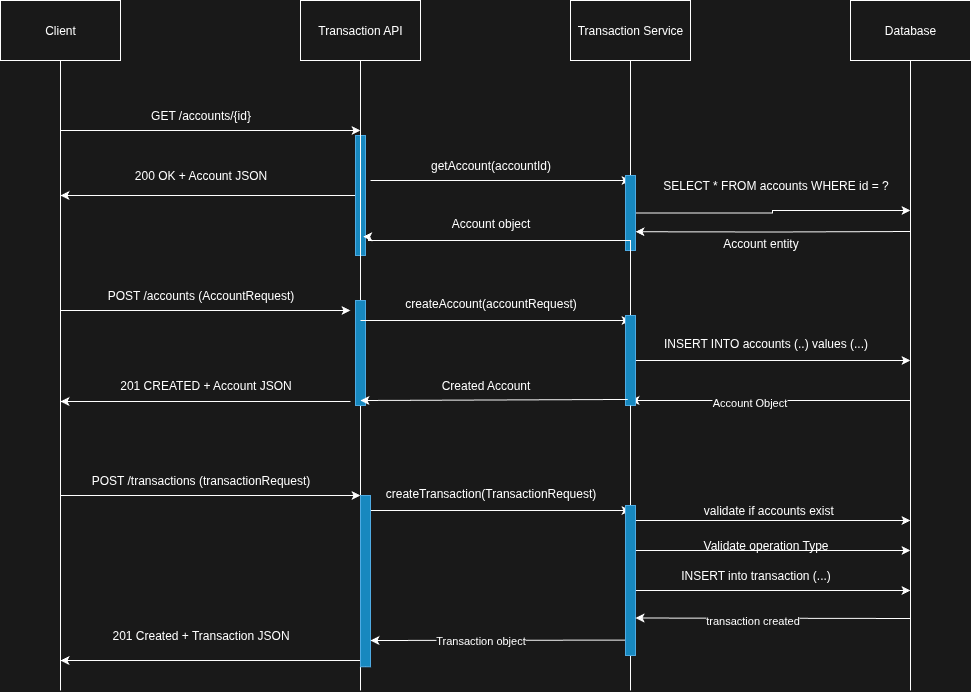 Client
Transaction API
Transaction Service
Database
GET /accounts/{id}
getAccount(accountId)
200 OK + Account JSON
SELECT * FROM accounts WHERE id = ?
Account object
Account entity
POST /accounts (AccountRequest)
createAccount(accountRequest)
INSERT INTO accounts (..) values (...)
201 CREATED + Account JSON
Created Account
Account Object
POST /transactions (transactionRequest)
createTransaction(TransactionRequest)
validate if accounts exist
Validate operation Type
INSERT into transaction (...)
transaction created
201 Created + Transaction JSON
Transaction object